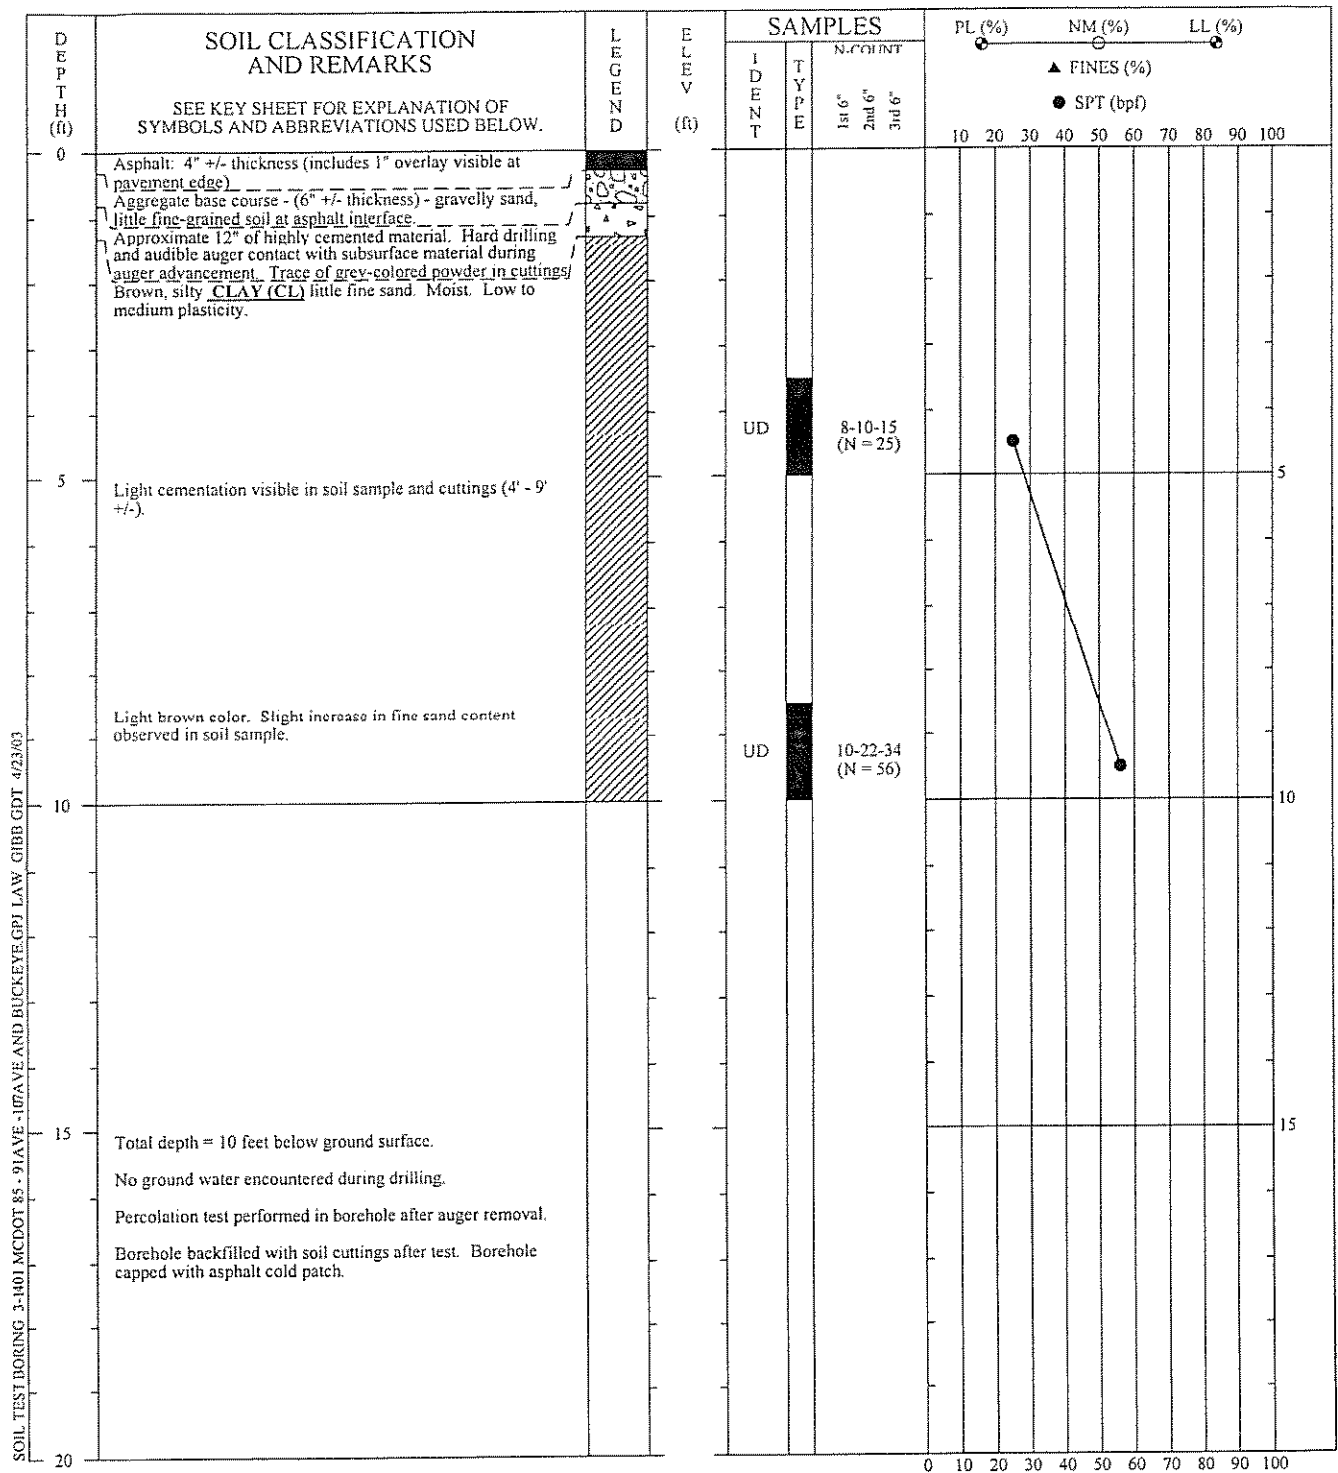 DEPTH
(ft)
SOIL CLASSIFICATION
AND REMARKS
SEE KEY SHEET FOR EXPLANATION OF
SYMBOLS AND ABBREVIATIONS USED BELOW.
LEGEND
ELEV
(ft)
SAMPLES
IDENT
TYPE
N-COUNT
1st 6"
2nd 6"
3rd 6"
PL (%)
NM (%)
LL (%)
▲ FINES (%)
● SPT (bpf)
10 20 30 40 50 60 70 80 90 100
0
Asphalt: 4" +/- thickness (includes 1" overlay visible at
pavement edge)
Aggregate base course - (6" +/- thickness) - gravelly sand,
little fine-grained soil at asphalt interface.
Approximate 12" of highly cemented material. Hard drilling
and audible auger contact with subsurface material during
auger advancement. Trace of grey-colored powder in cuttings
Brown, silty CLAY (CL) little fine sand. Moist. Low to
medium plasticity.
UD
8-10-15
(N = 25)
5
Light cementation visible in soil sample and cuttings (4' - 9'
+/-).
5
Light brown color. Slight increase in fine sand content
observed in soil sample.
UD
10-22-34
(N = 56)
10
10
15
Total depth = 10 feet below ground surface.
15
No ground water encountered during drilling.
Percolation test performed in borehole after auger removal.
Borehole backfilled with soil cuttings after test. Borehole
capped with asphalt cold patch.
20
0 10 20 30 40 50 60 70 80 90 100
SOIL TEST BORING 3-1401 MCDOT 85 - 91AVE -107AVE AND BUCKEYE.GPJ LAW_GIBB GDT 4/23/03